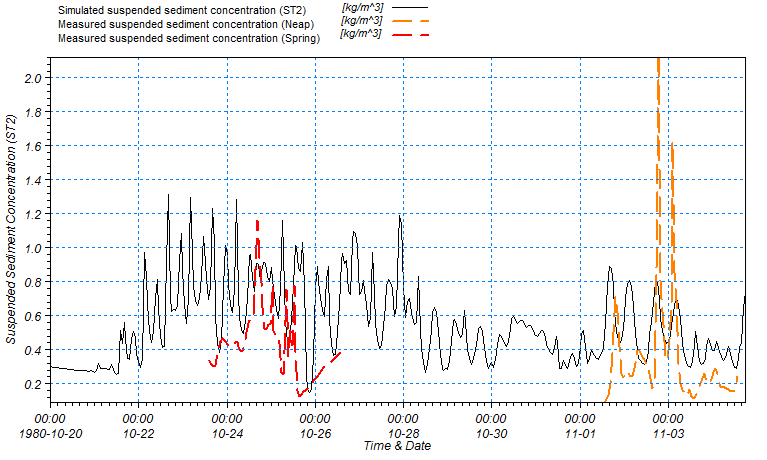 Simulated suspended sediment concentration (ST2) [kg/m^3]
Measured suspended sediment concentration (Neap) [kg/m^3]
Measured suspended sediment concentration (Spring) [kg/m^3]
Suspended Sediment Concentration (ST2)
2.0
1.8
1.6
1.4
1.2
1.0
0.8
0.6
0.4
0.2
00:00 00:00 00:00 00:00 00:00 00:00 00:00 00:00
1980-10-20 10-22 10-24 10-26 10-28 10-30 11-01 11-03
Time & Date